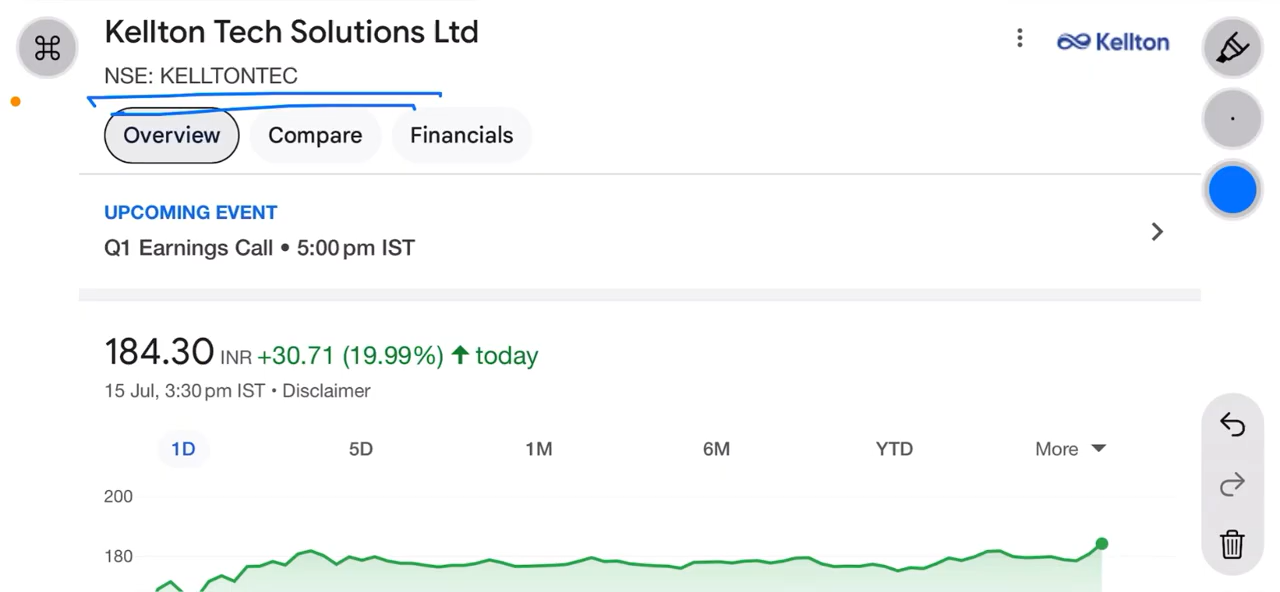 Kellton Tech Solutions Ltd
Kellton
NSE: KELLTONTEC
Overview Compare Financials
UPCOMING EVENT
Q1 Earnings Call • 5:00 pm IST
184.30 INR +30.71 (19.99%) ↑ today
15 Jul, 3:30 pm IST • Disclaimer
1D 5D 1M 6M YTD More
200
180